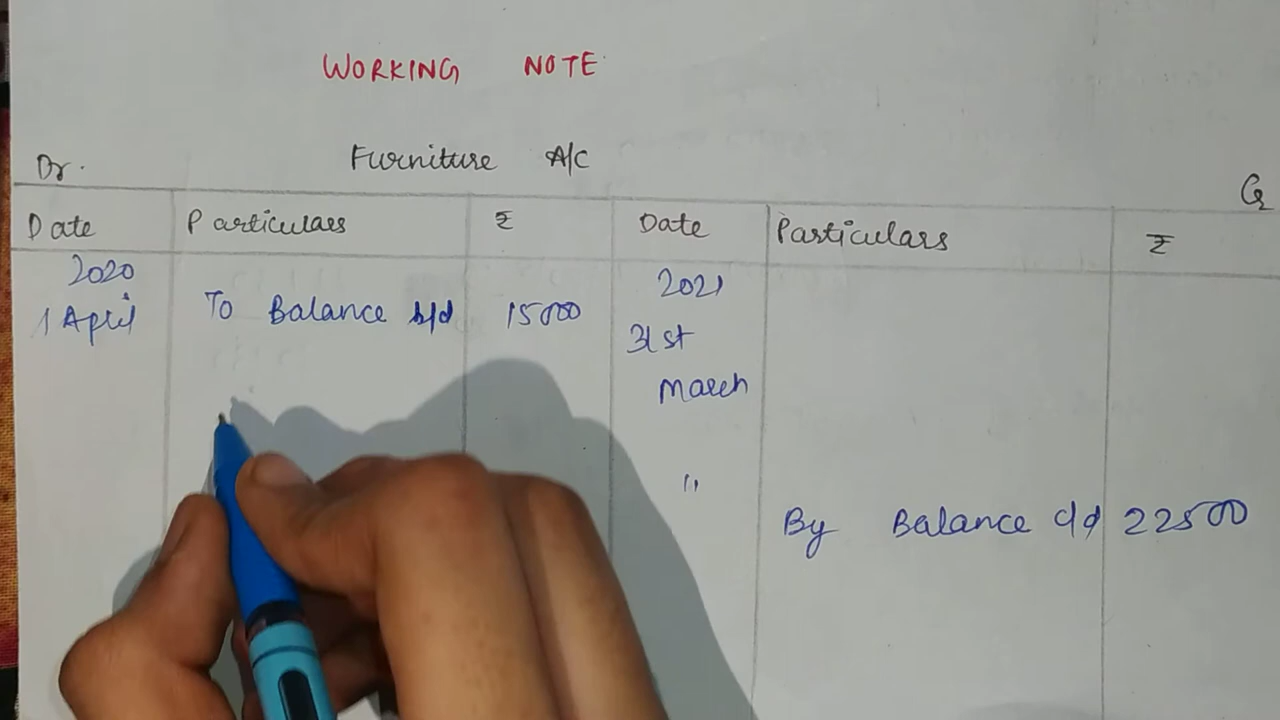 WORKING NOTE
Dr. Furniture A/C Cr
Date Particulars ₹ Date Particulars ₹
2020 2021
1 April To Balance b/d 15000 31st
March
"
By Balance c/d 22500